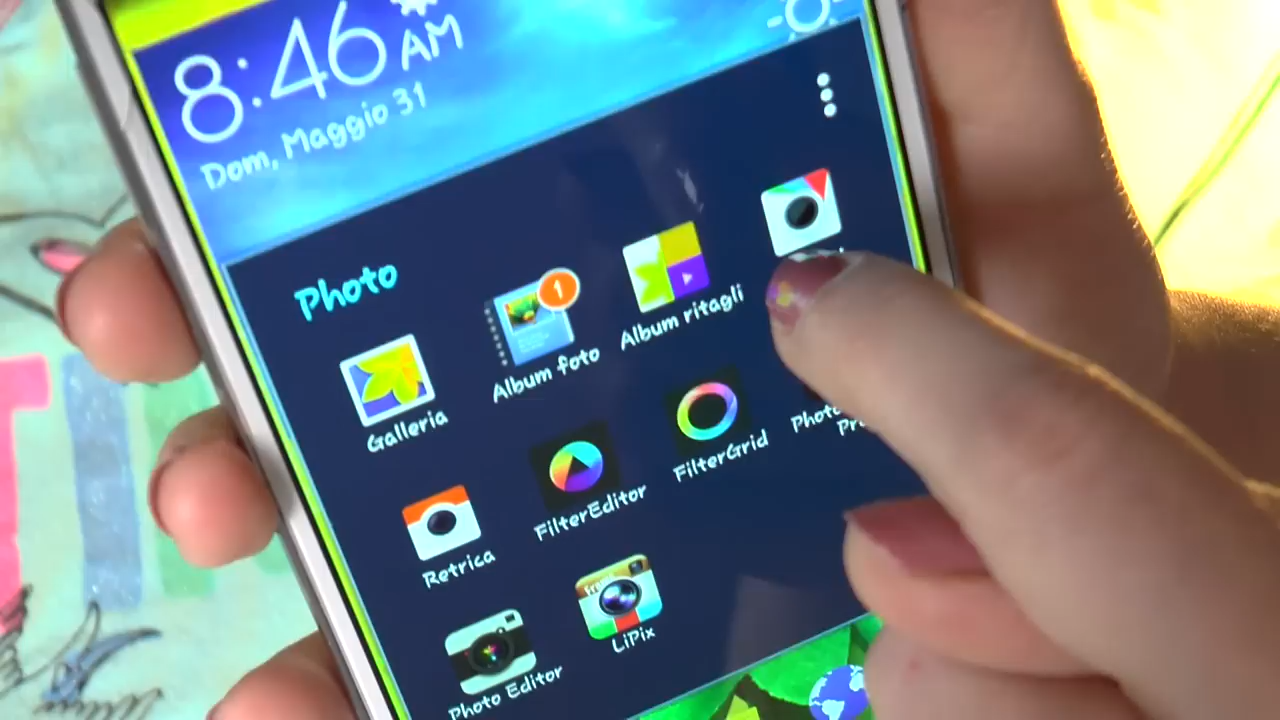 8:46 AM
Dom, Maggio 31
Photo
1
Galleria
Album foto
Album ritagli
Retrica
FilterEditor
FilterGrid
Photo Editor
LiPix